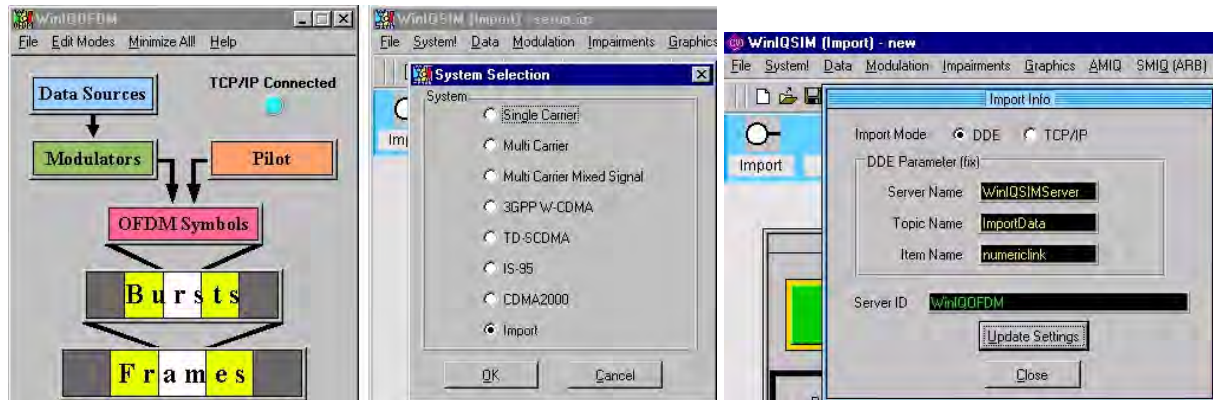 WinIQOFDM
File Edit Modes Minimize All! Help
TCP/IP Connected
Data Sources
Modulators
Pilot
OFDM Symbols
Bursts
Frames
WinIQSIM (Import) - setup.iqs
File System! Data Modulation Impairments Graphics
System Selection
System
Single Carrier
Multi Carrier
Multi Carrier Mixed Signal
3GPP W-CDMA
TD-SCDMA
IS-95
CDMA2000
Import
OK Cancel
WinIQSIM (Import) - new
File System! Data Modulation Impairments Graphics AMIQ SMIQ (ARB)
Import Info
Import
Import Mode DDE TCP/IP
DDE Parameter (fix)
Server Name WinIQSIMServer
Topic Name ImportData
Item Name numericlink
Server ID WinIQOFDM
Update Settings
Close